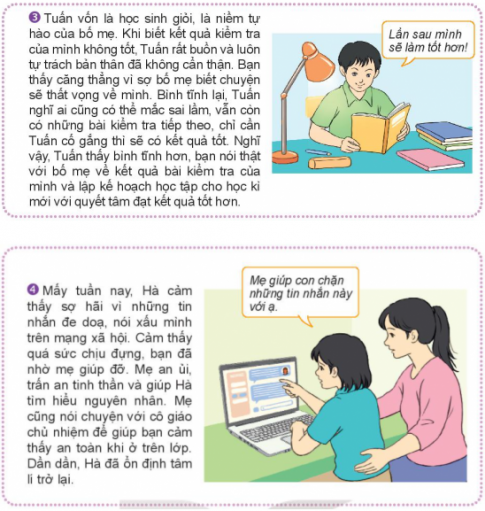 ❸ Tuấn vốn là học sinh giỏi, là niềm tự
hào của bố mẹ. Khi biết kết quả kiểm tra
của mình không tốt, Tuấn rất buồn và luôn
tự trách bản thân đã không cẩn thận. Bạn
thấy căng thẳng vì sợ bố mẹ biết chuyện
sẽ thất vọng về mình. Bình tĩnh lại, Tuấn
nghĩ ai cũng có thể mắc sai lầm, vẫn còn
có những bài kiểm tra tiếp theo, chỉ cần
Tuấn cố gắng thì sẽ có kết quả tốt. Nghĩ
vậy, Tuấn thấy bình tĩnh hơn, bạn nói thật
với bố mẹ về kết quả bài kiểm tra của
mình và lập kế hoạch học tập cho học kì
mới với quyết tâm đạt kết quả tốt hơn.
Lần sau mình
sẽ làm tốt hơn!
❹ Mấy tuần nay, Hà cảm
thấy sợ hãi vì những tin
nhắn đe doạ, nói xấu mình
trên mạng xã hội. Cảm thấy
quá sức chịu đựng, bạn đã
nhờ mẹ giúp đỡ. Mẹ an ủi,
trấn an tinh thần và giúp Hà
tìm hiểu nguyên nhân. Mẹ
cũng nói chuyện với cô giáo
chủ nhiệm để giúp bạn cảm
thấy an toàn khi ở trên lớp.
Dần dần, Hà đã ổn định tâm
lí trở lại.
Mẹ giúp con chặn
những tin nhắn này
với ạ.